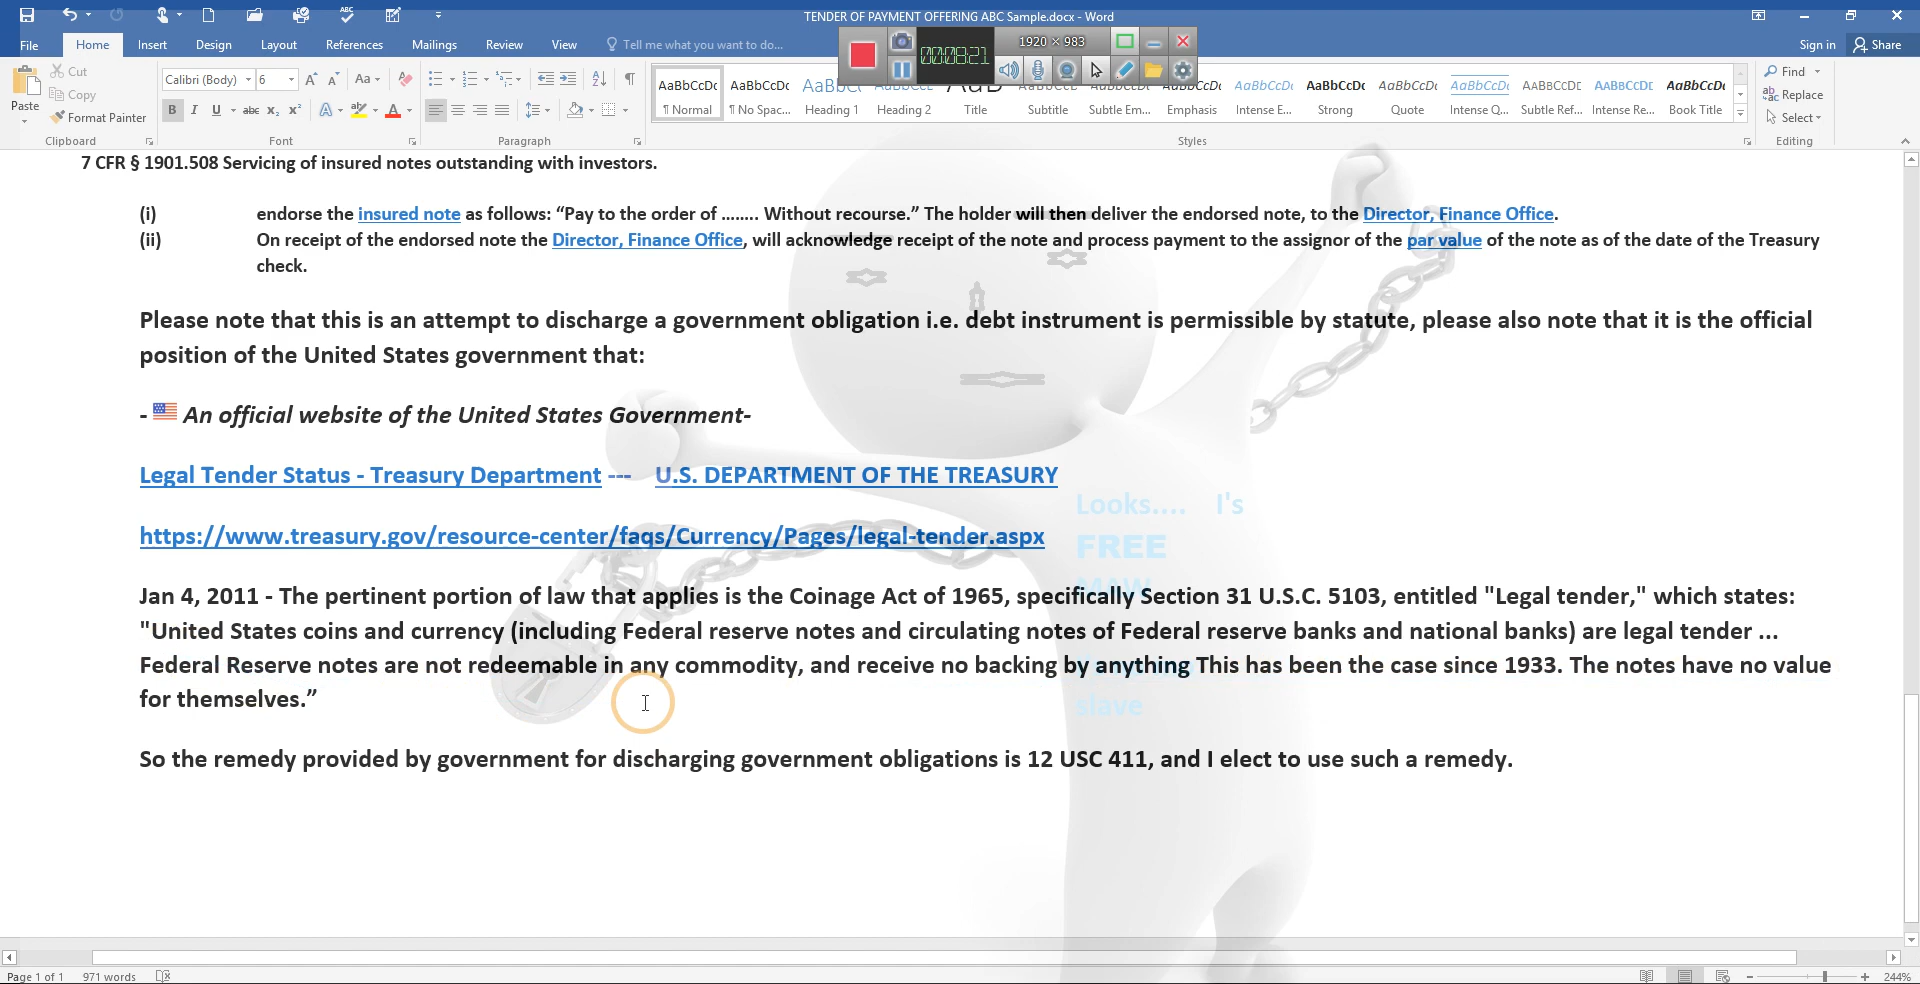 TENDER OF PAYMENT OFFERING ABC Sample.docx - Word
File Home Insert Design Layout References Mailings Review View Tell me what you want to do... Sign in Share
1920 × 983
00:08:21
Cut
Copy
Paste
Format Painter
Calibri (Body) 6
AaBbCcDc AaBbCcDc
¶ Normal ¶ No Spac... Heading 1 Heading 2 Title Subtitle Subtle Em... Emphasis Intense E... Strong Quote Intense Q... Subtle Ref... Intense Re... Book Title
Find
Replace
Select
Clipboard Font Paragraph Styles Editing
7 CFR § 1901.508 Servicing of insured notes outstanding with investors.
(i) endorse the insured note as follows: “Pay to the order of ........ Without recourse.” The holder will then deliver the endorsed note, to the Director, Finance Office.
(ii) On receipt of the endorsed note the Director, Finance Office, will acknowledge receipt of the note and process payment to the assignor of the par value of the note as of the date of the Treasury
check.
Please note that this is an attempt to discharge a government obligation i.e. debt instrument is permissible by statute, please also note that it is the official
position of the United States government that:
- An official website of the United States Government-
Legal Tender Status - Treasury Department --- U.S. DEPARTMENT OF THE TREASURY
Looks.... I's
https://www.treasury.gov/resource-center/faqs/Currency/Pages/legal-tender.aspx
FREE
MAW
Jan 4, 2011 - The pertinent portion of law that applies is the Coinage Act of 1965, specifically Section 31 U.S.C. 5103, entitled "Legal tender," which states:
"United States coins and currency (including Federal reserve notes and circulating notes of Federal reserve banks and national banks) are legal tender ...
Federal Reserve notes are not redeemable in any commodity, and receive no backing by anything This has been the case since 1933. The notes have no value
for themselves.”
slave
So the remedy provided by government for discharging government obligations is 12 USC 411, and I elect to use such a remedy.
Page 1 of 1 971 words 244%